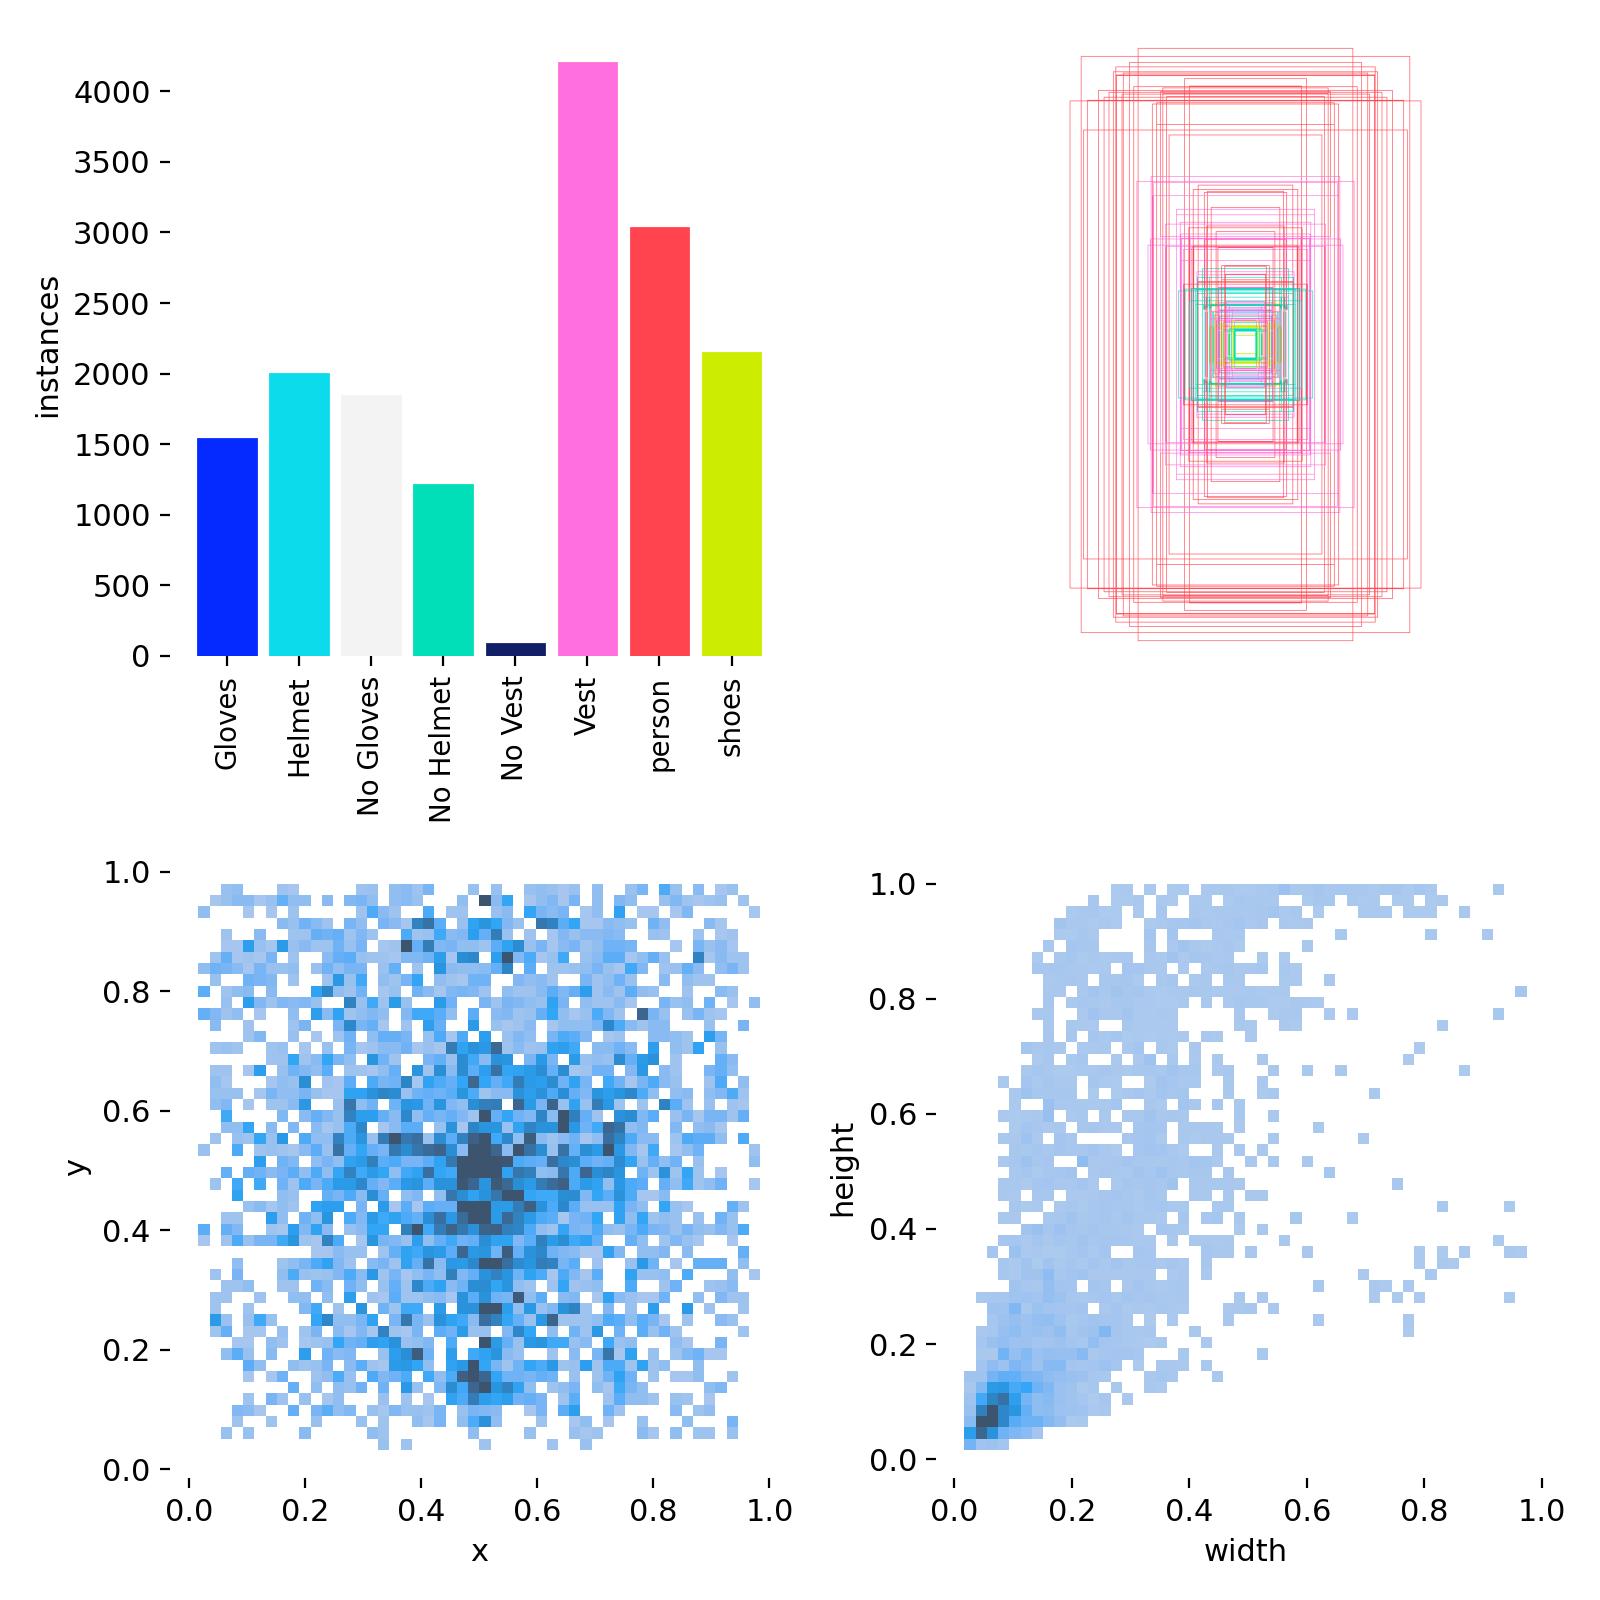 4000
3500
3000
2500
2000
1500
1000
500
0
instances
Gloves
Helmet
No Gloves
No Helmet
No Vest
Vest
person
shoes
1.0
0.8
0.6
0.4
0.2
0.0
y
0.0 0.2 0.4 0.6 0.8 1.0
x
1.0
0.8
0.6
0.4
0.2
0.0
height
0.0 0.2 0.4 0.6 0.8 1.0
width